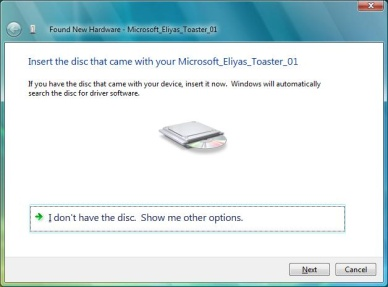 Found New Hardware - Microsoft_Eliyas_Toaster_01
Insert the disc that came with your Microsoft_Eliyas_Toaster_01
If you have the disc that came with your device, insert it now.  Windows will automatically
search the disc for driver software.
I don't have the disc.  Show me other options.
Next
Cancel